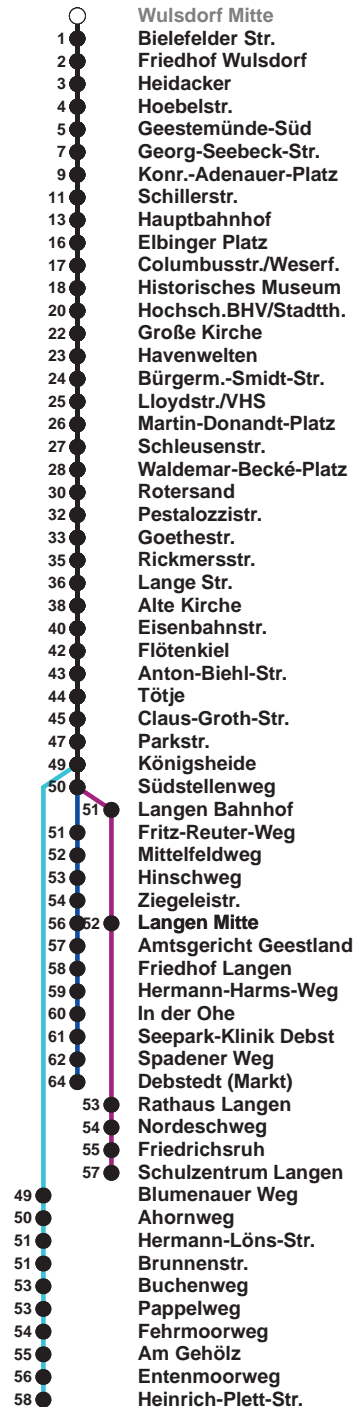 Wulsdorf Mitte
1 Bielefelder Str.
2 Friedhof Wulsdorf
3 Heidacker
4 Hoebelstr.
5 Geestemünde-Süd
7 Georg-Seebeck-Str.
9 Konr.-Adenauer-Platz
11 Schillerstr.
13 Hauptbahnhof
16 Elbinger Platz
17 Columbusstr./Weserf.
18 Historisches Museum
20 Hochsch.BHV/Stadtth.
22 Große Kirche
23 Havenwelten
24 Bürgerm.-Smidt-Str.
25 Lloydstr./VHS
26 Martin-Donandt-Platz
27 Schleusenstr.
28 Waldemar-Becké-Platz
30 Rotersand
32 Pestalozzistr.
33 Goethestr.
35 Rickmersstr.
36 Lange Str.
38 Alte Kirche
40 Eisenbahnstr.
42 Flötenkiel
43 Anton-Biehl-Str.
44 Tötje
45 Claus-Groth-Str.
47 Parkstr.
49 Königsheide
50 Südstellenweg
51 Langen Bahnhof
51 Fritz-Reuter-Weg
52 Mittelfeldweg
53 Hinschweg
54 Ziegeleistr.
56 52 Langen Mitte
57 Amtsgericht Geestland
58 Friedhof Langen
59 Hermann-Harms-Weg
60 In der Ohe
61 Seepark-Klinik Debst
62 Spadener Weg
64 Debstedt (Markt)
53 Rathaus Langen
54 Nordeschweg
55 Friedrichsruh
57 Schulzentrum Langen
49 Blumenauer Weg
50 Ahornweg
51 Hermann-Löns-Str.
51 Brunnenstr.
53 Buchenweg
53 Pappelweg
54 Fehrmoorweg
55 Am Gehölz
56 Entenmoorweg
58 Heinrich-Plett-Str.